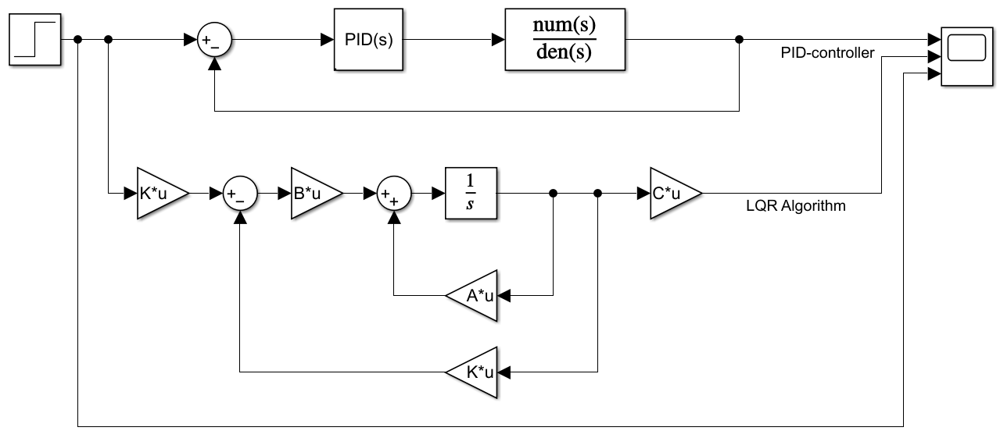 +
−
PID(s)
num(s)
den(s)
PID-controller
K*u
+
−
B*u
+
+
1
s
C*u
LQR Algorithm
A*u
K*u